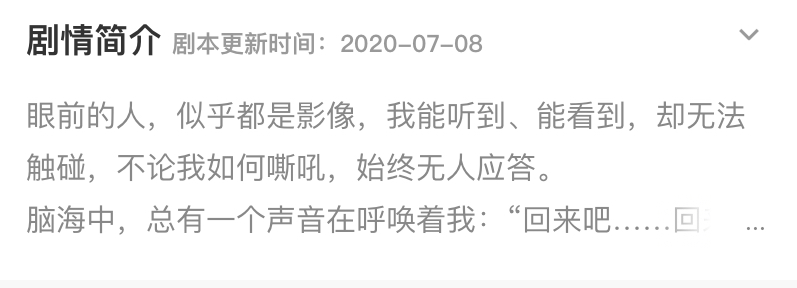 剧情简介 剧本更新时间：2020-07-08
眼前的人，似乎都是影像，我能听到、能看到，却无法
触碰，不论我如何嘶吼，始终无人应答。
脑海中，总有一个声音在呼唤着我：“回来吧……回 ...